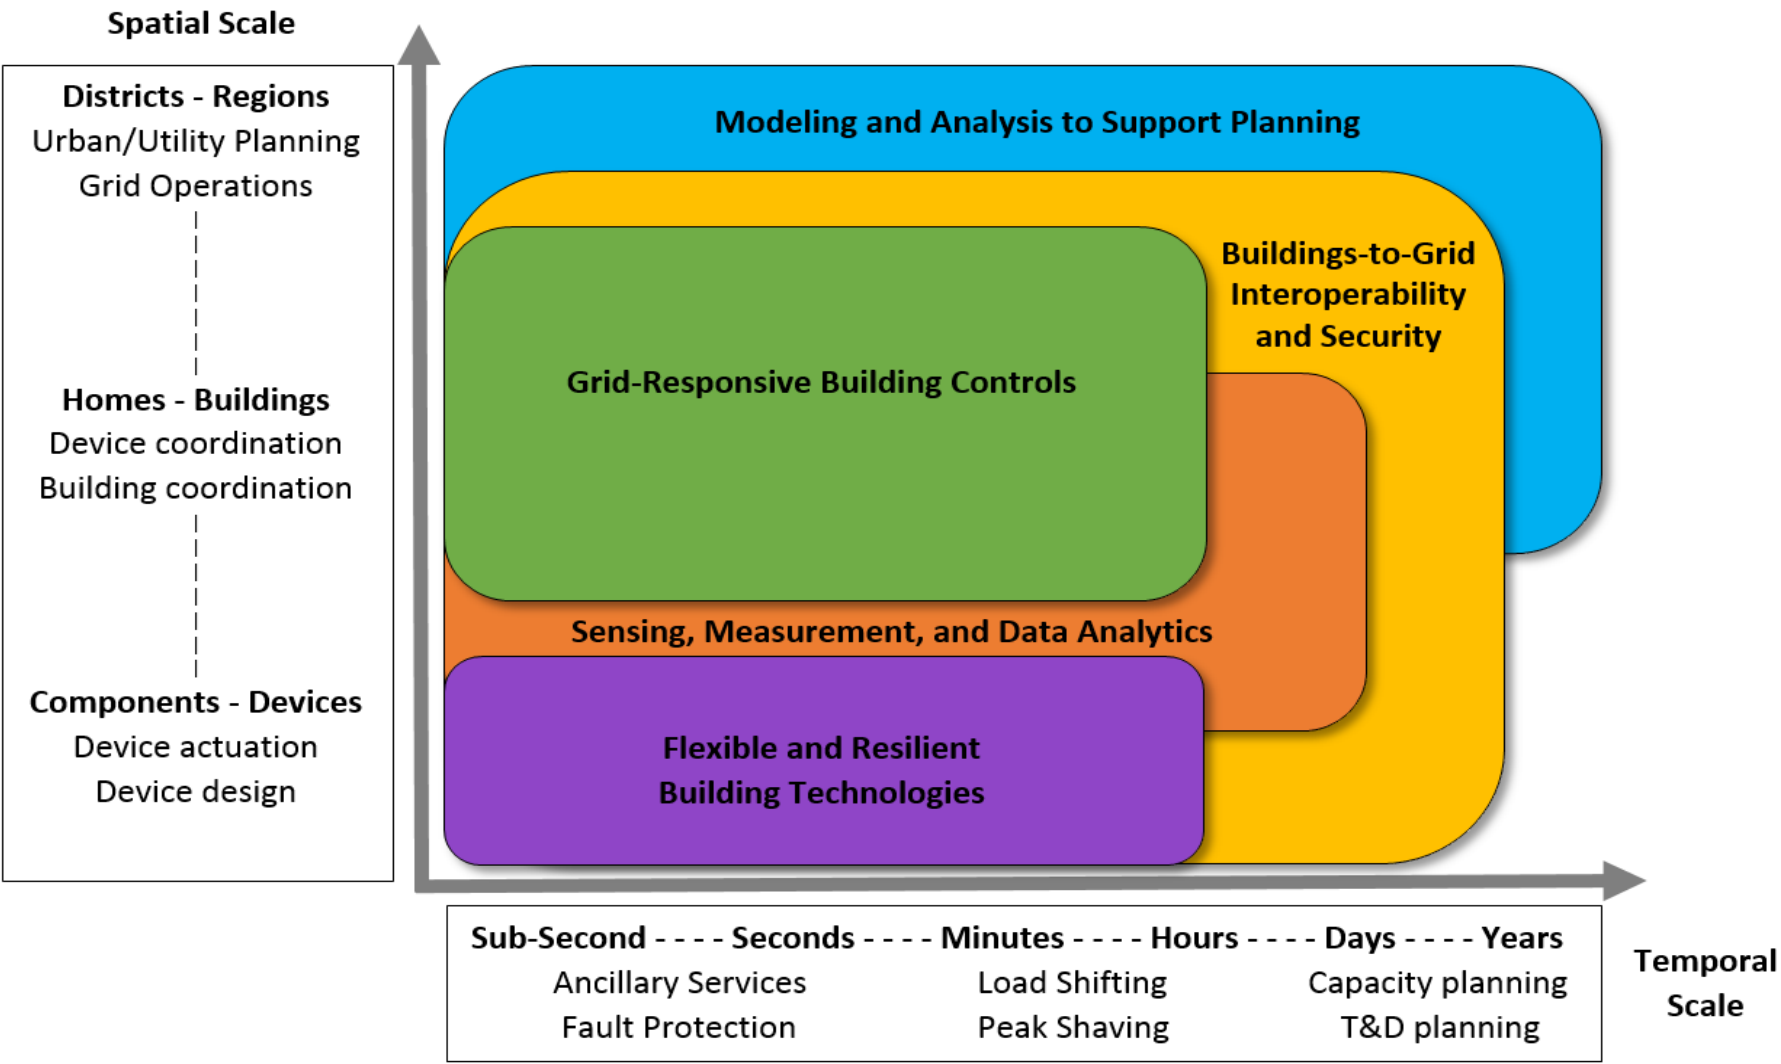 Spatial Scale
Districts - Regions
Urban/Utility Planning
Grid Operations
Homes - Buildings
Device coordination
Building coordination
Components - Devices
Device actuation
Device design
Modeling and Analysis to Support Planning
Buildings-to-Grid
Interoperability
and Security
Grid-Responsive Building Controls
Sensing, Measurement, and Data Analytics
Flexible and Resilient
Building Technologies
Sub-Second - - - - Seconds - - - - Minutes - - - - Hours - - - - Days - - - - Years
Ancillary Services Load Shifting Capacity planning
Fault Protection Peak Shaving T&D planning
Temporal
Scale